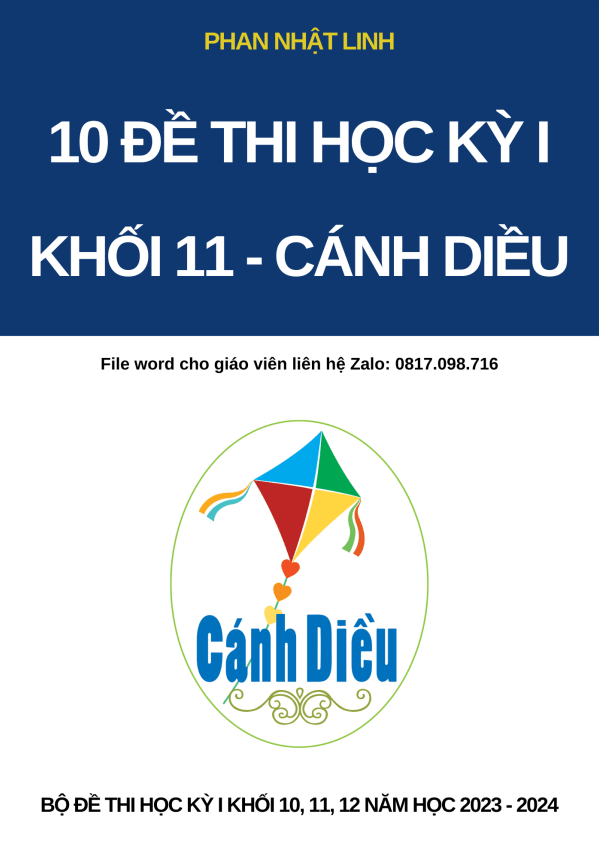 PHAN NHẬT LINH
10 ĐỀ THI HỌC KỲ I
KHỐI 11 - CÁNH DIỀU
File word cho giáo viên liên hệ Zalo: 0817.098.716
Cánh Diều
BỘ ĐỀ THI HỌC KỲ I KHỐI 10, 11, 12 NĂM HỌC 2023 - 2024